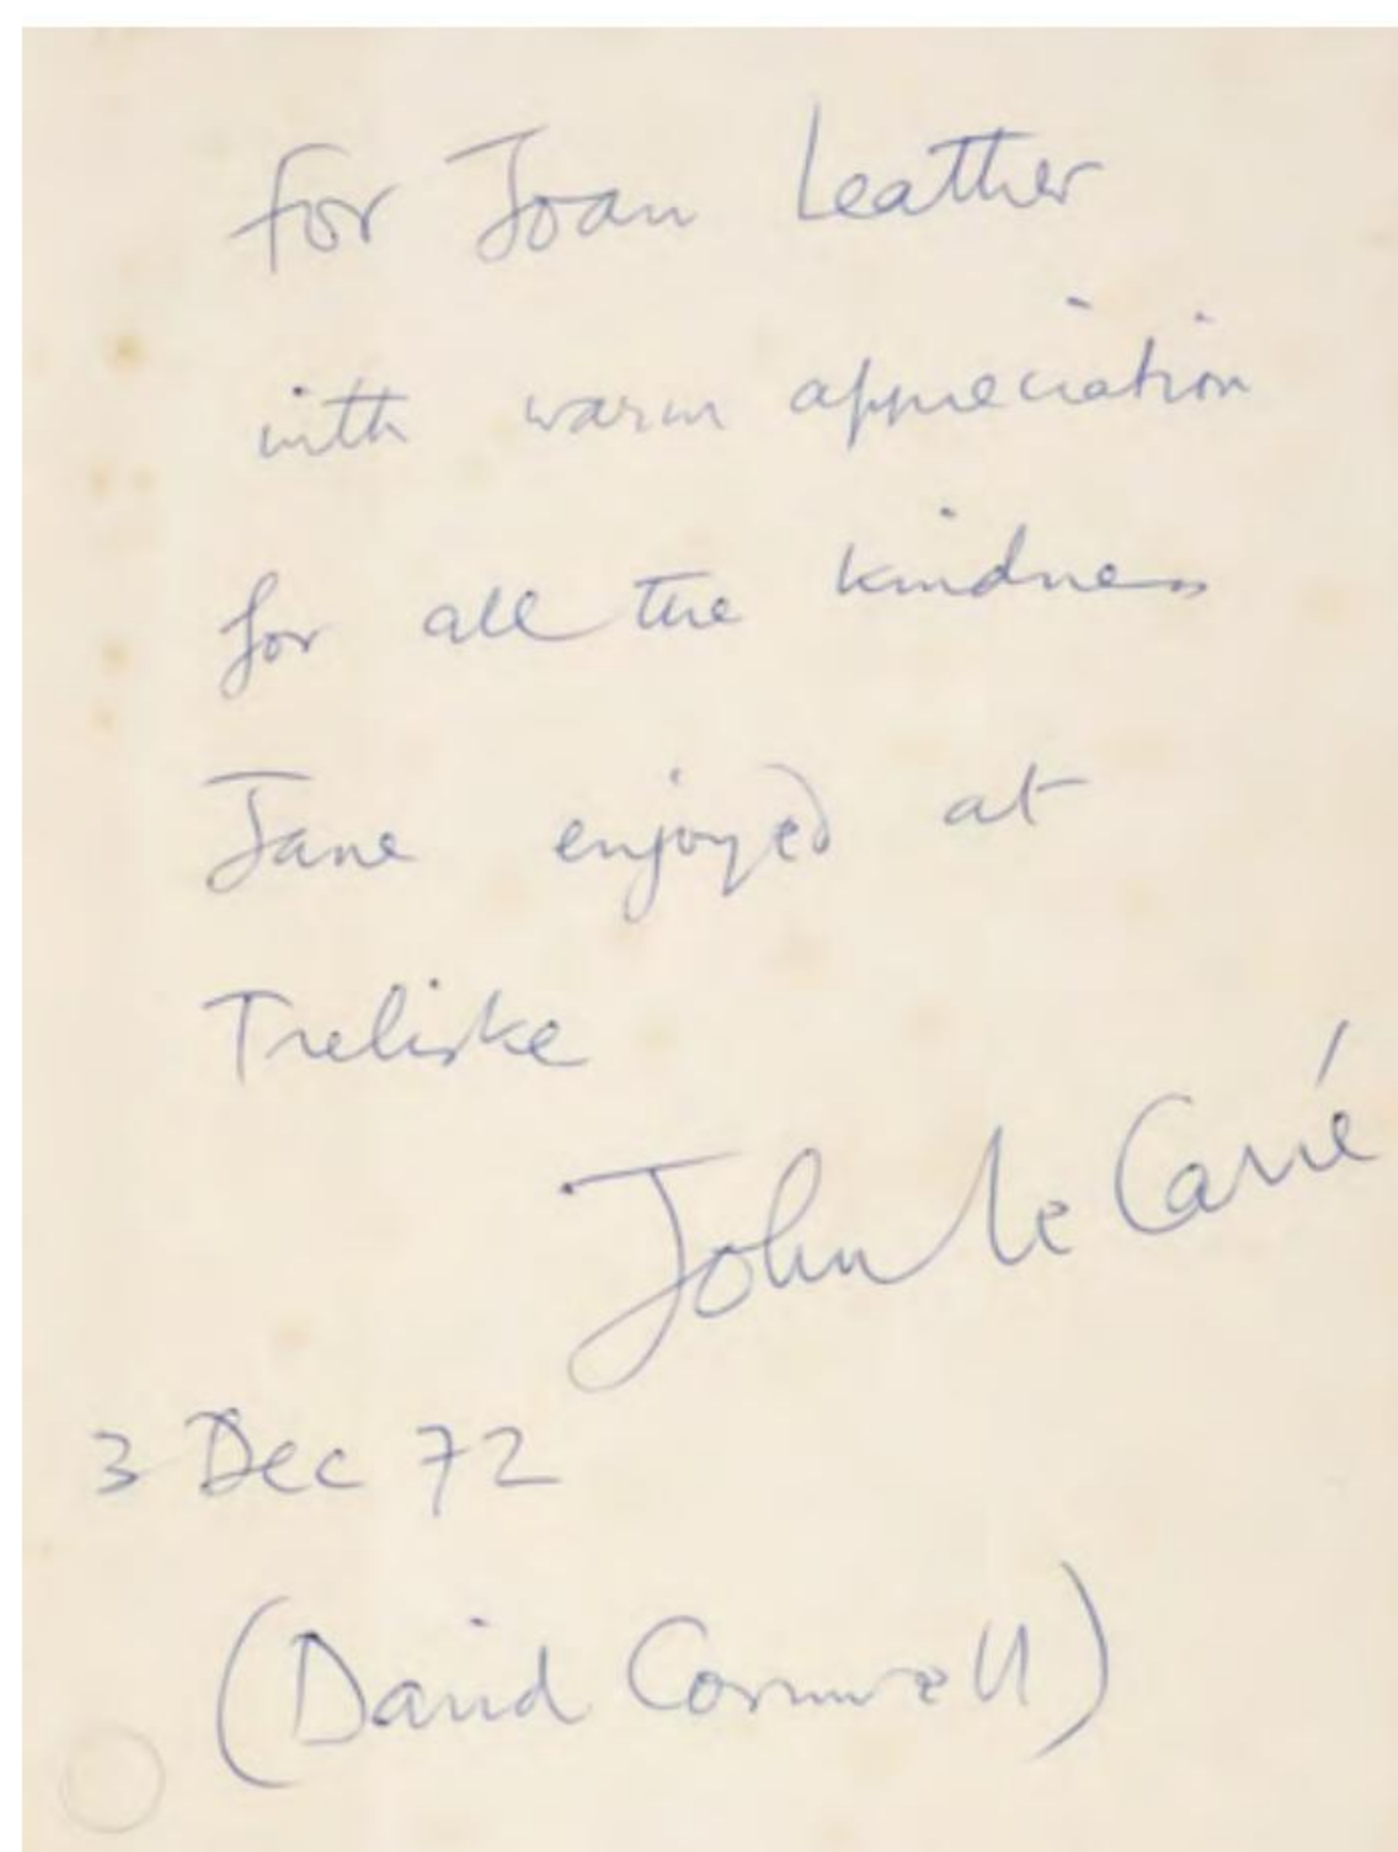 for Joan Leather
with warm appreciation
for all the kindness
Jane enjoyed at
Treliske
John le Carré
3 Dec 72
(David Cornwell)